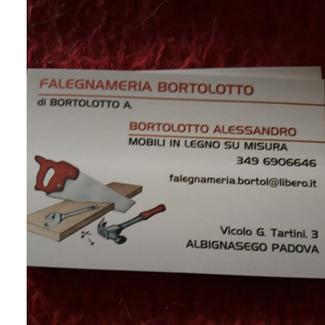 FALEGNAMERIA BORTOLOTTO
di BORTOLOTTO A.
BORTOLOTTO ALESSANDRO
MOBILI IN LEGNO SU MISURA
349 6906646
falegnameria.bortol@libero.it
Vicolo G. Tartini. 3
ALBIGNASEGO PADOVA